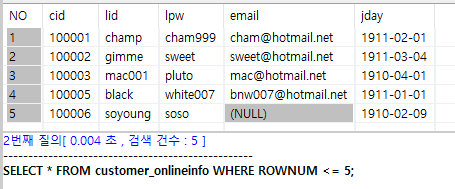 NO cid lid lpw email jday
1 100001 champ cham999 cham@hotmail.net 1911-02-01
2 100002 gimme sweet sweet@hotmail.net 1911-03-04
3 100003 mac001 pluto mac@hotmail.net 1910-04-01
4 100005 black white007 bnw007@hotmail.net 1911-01-01
5 100006 soyoung soso (NULL) 1910-02-09
2번째 질의[ 0.004 초 , 검색 건수 : 5 ]
--------------------------------------------------
SELECT * FROM customer_onlineinfo WHERE ROWNUM <= 5;